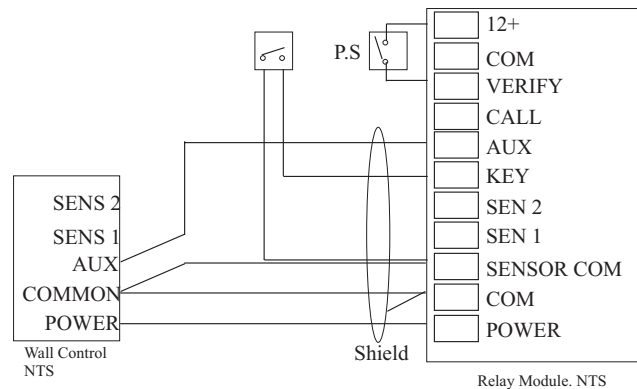 12+
P.S
COM
VERIFY
CALL
AUX
KEY
SENS 2
SEN 2
SENS 1
SEN 1
AUX
SENSOR COM
COMMON
COM
POWER
POWER
Wall Control
NTS
Shield
Relay Module. NTS